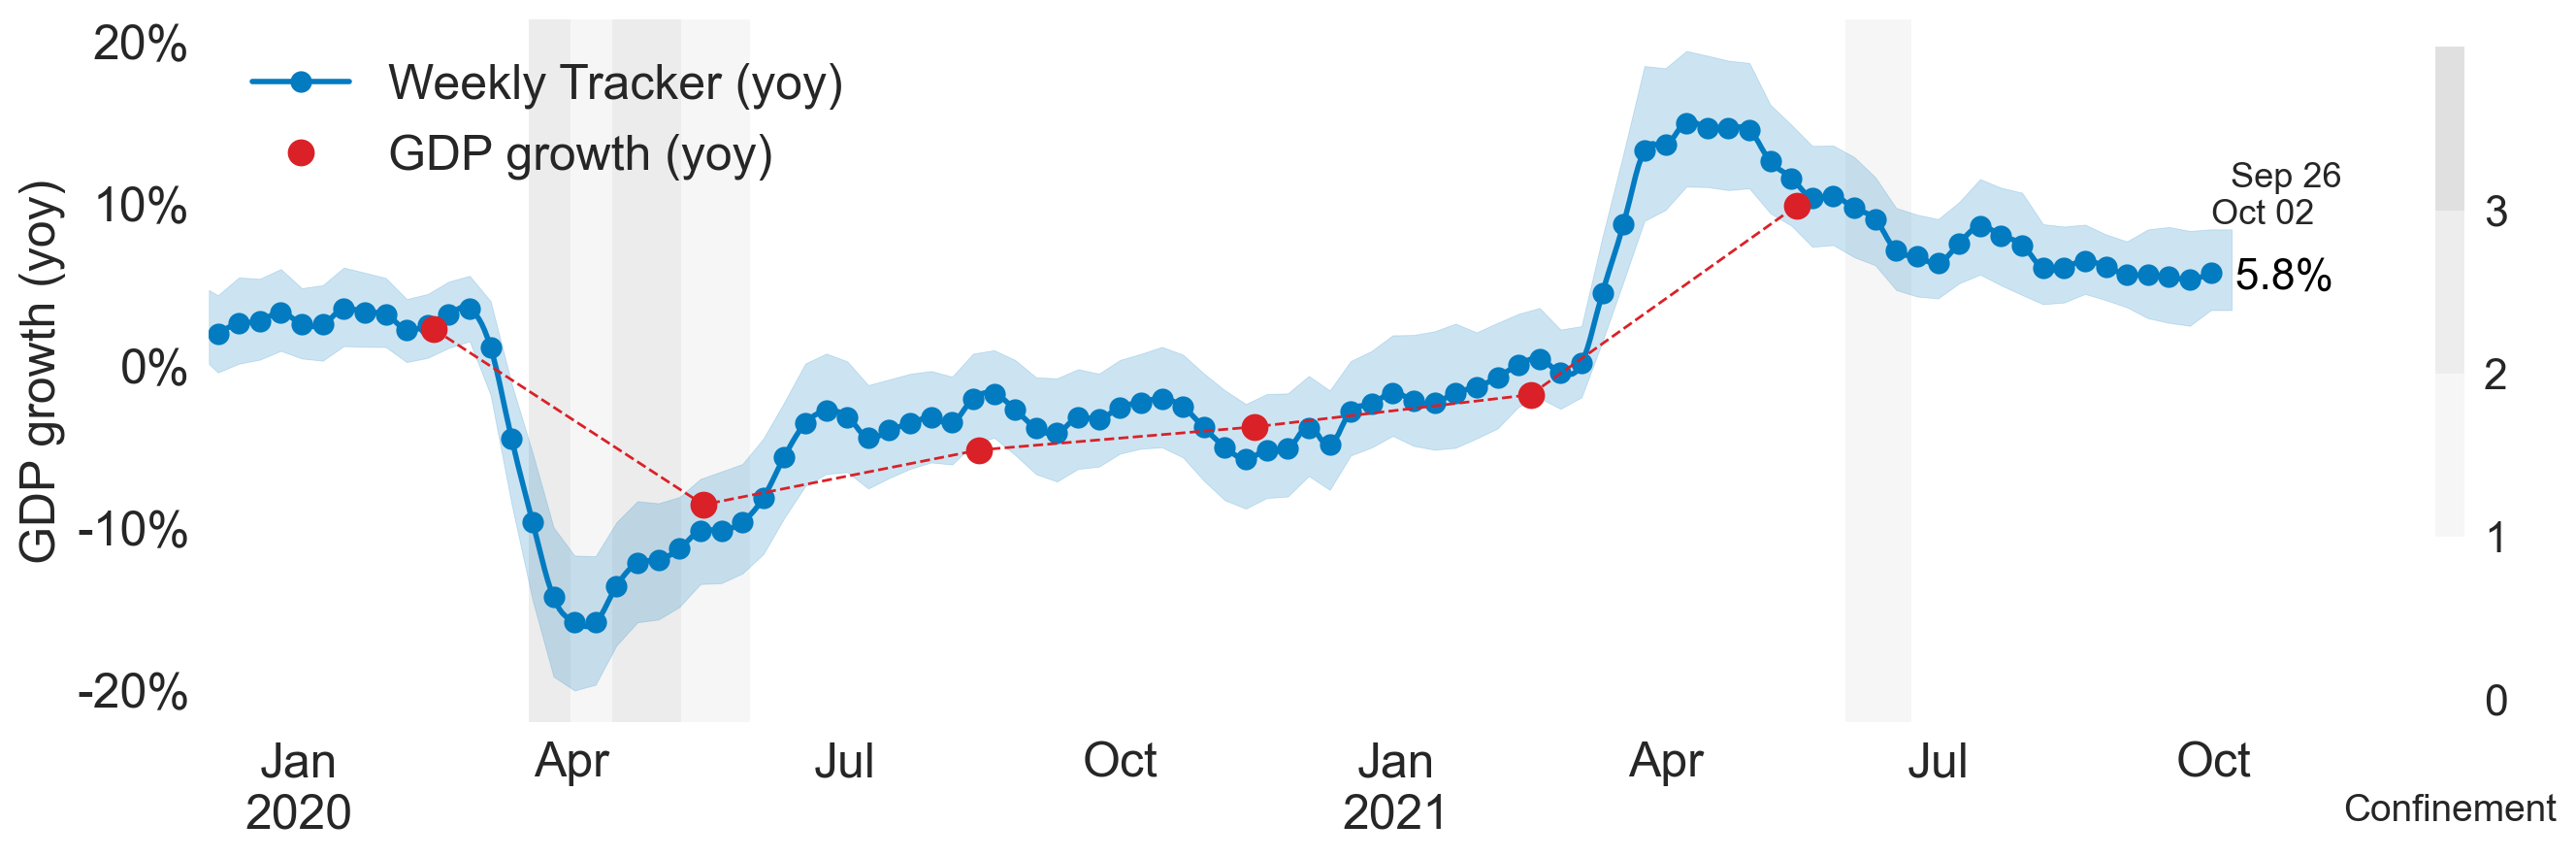 20%
10%
0%
-10%
-20%
GDP growth (yoy)
Weekly Tracker (yoy)
GDP growth (yoy)
Sep 26
Oct 02
5.8%
3
2
1
0
Jan
2020
Apr
Jul
Oct
Jan
2021
Apr
Jul
Oct
Confinement